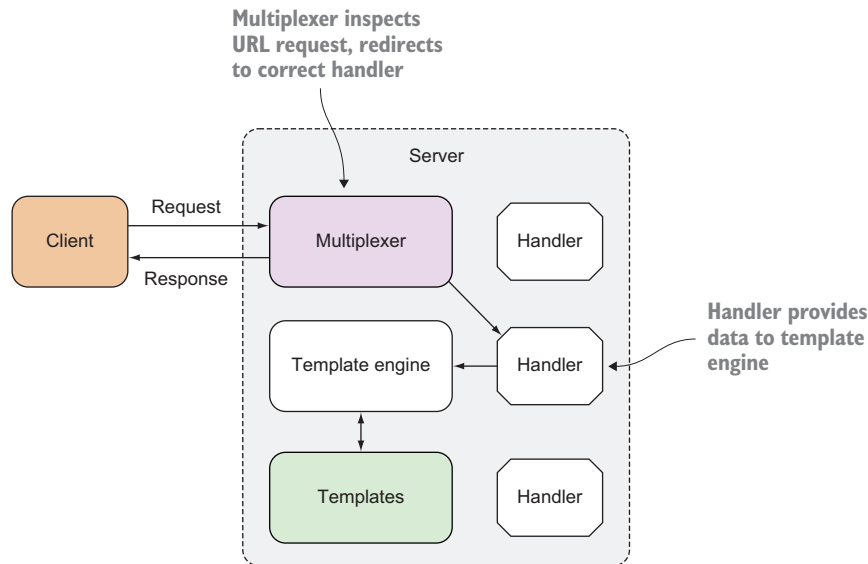 Multiplexer inspects
URL request, redirects
to correct handler
Server
Request
Client
Multiplexer
Handler
Response
Handler provides
data to template
engine
Template engine
Handler
Templates
Handler